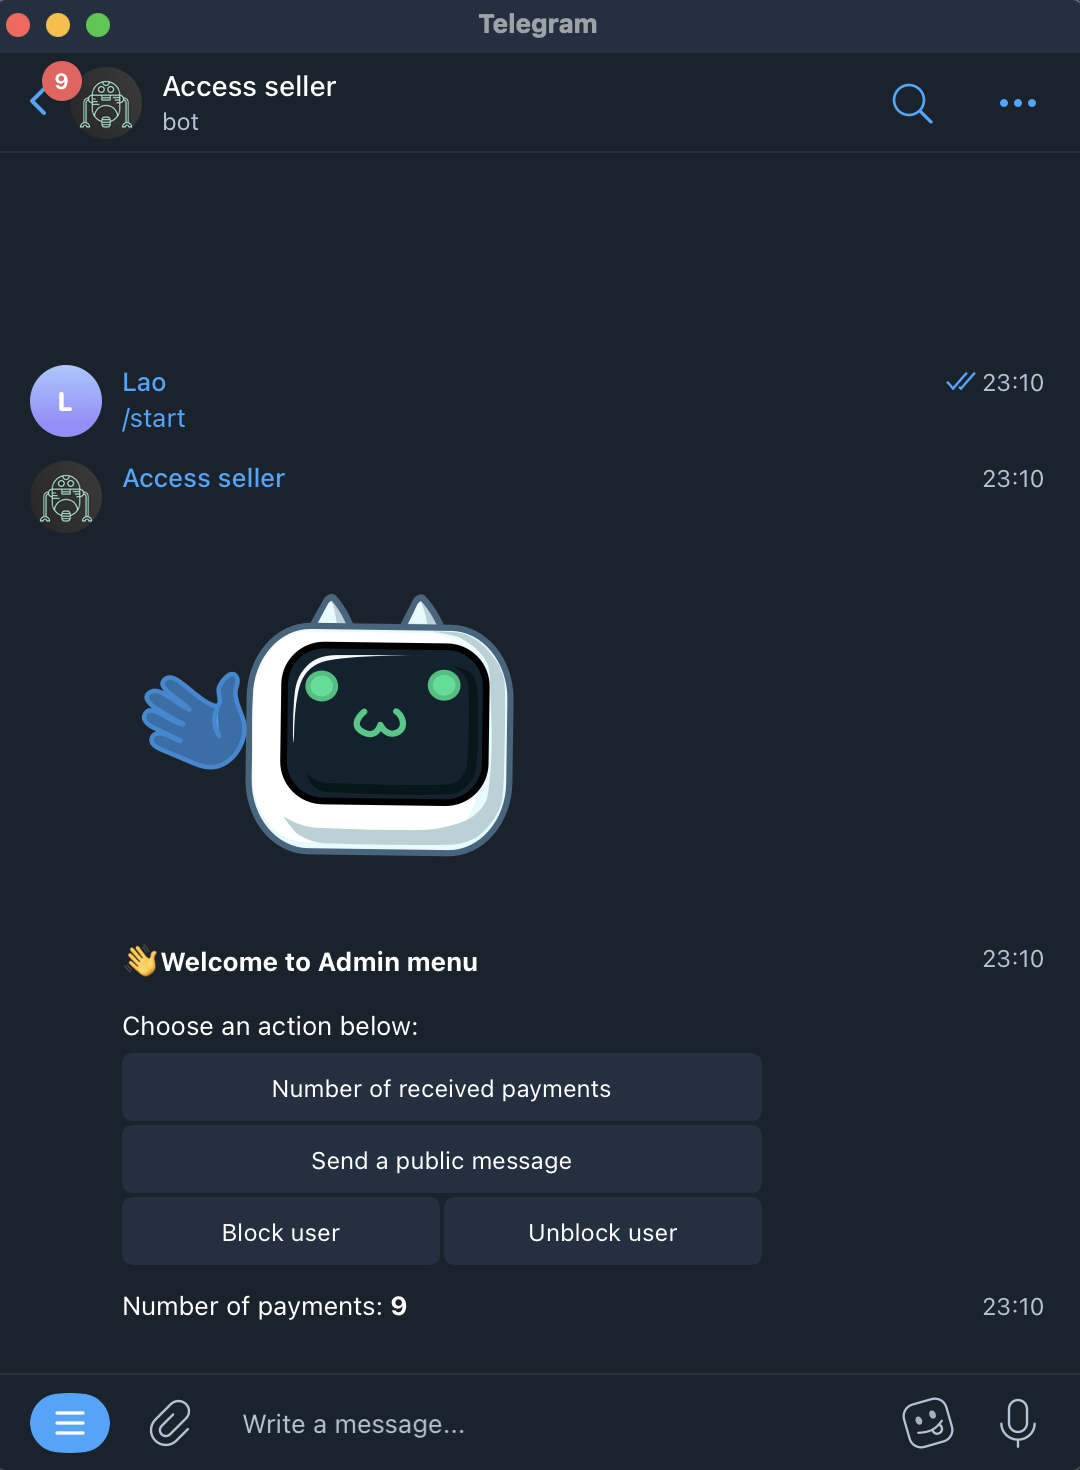 Telegram
9
Access seller
bot
L
Lao
23:10
/start
Access seller
23:10
👋Welcome to Admin menu
23:10
Choose an action below:
Number of received payments
Send a public message
Block user
Unblock user
Number of payments: 9
23:10
Write a message...